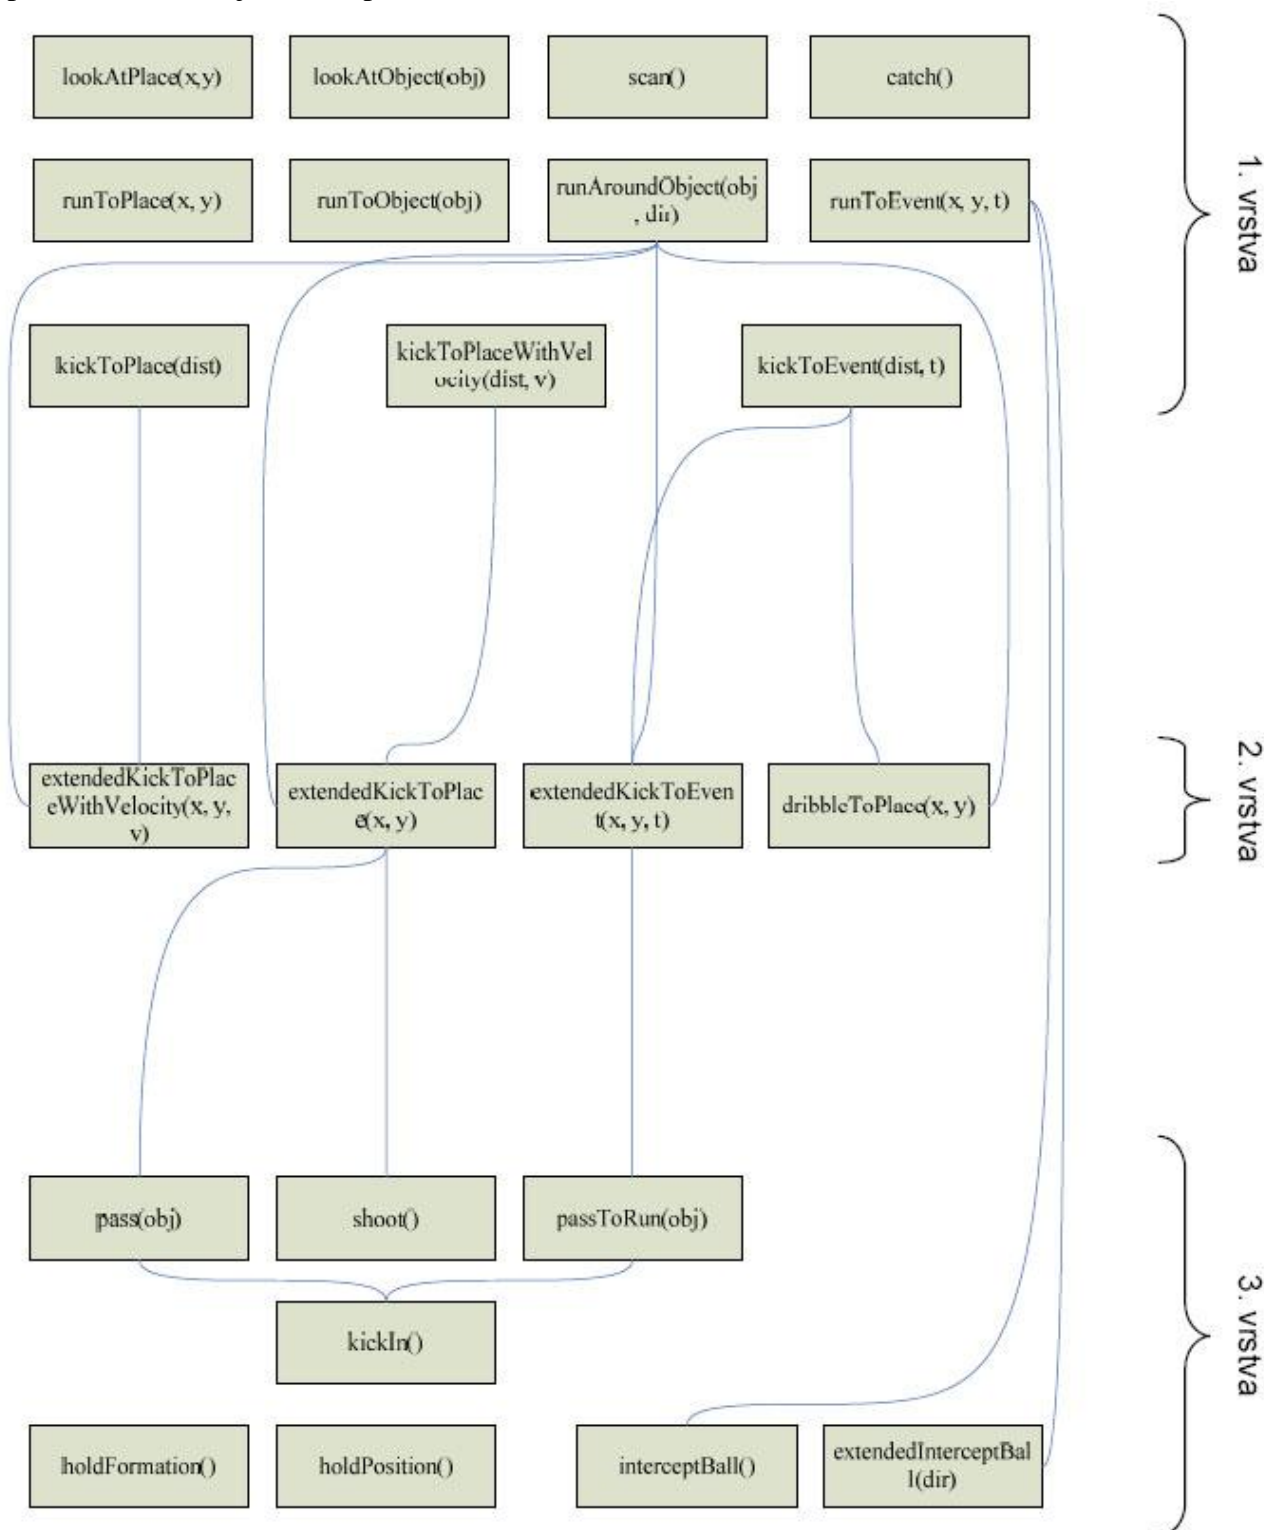 lookAtPlace(x,y)
lookAtObject(obj)
scan()
catch()
runToPlace(x, y)
runToObject(obj)
runAroundObject(obj
, dir)
runToEvent(x, y, t)
1. vrstva
kickToPlace(dist)
kickToPlaceWithVel
ocity(dist, v)
kickToEvent(dist, t)
extendedKickToPlac
eWithVelocity(x, y,
v)
extendedKickToPlac
e(x, y)
extendedKickToEven
t(x, y, t)
dribbleToPlace(x, y)
2. vrstva
pass(obj)
shoot()
passToRun(obj)
kickIn()
3. vrstva
holdFormation()
holdPosition()
interceptBall()
extendedInterceptBa
l(dir)